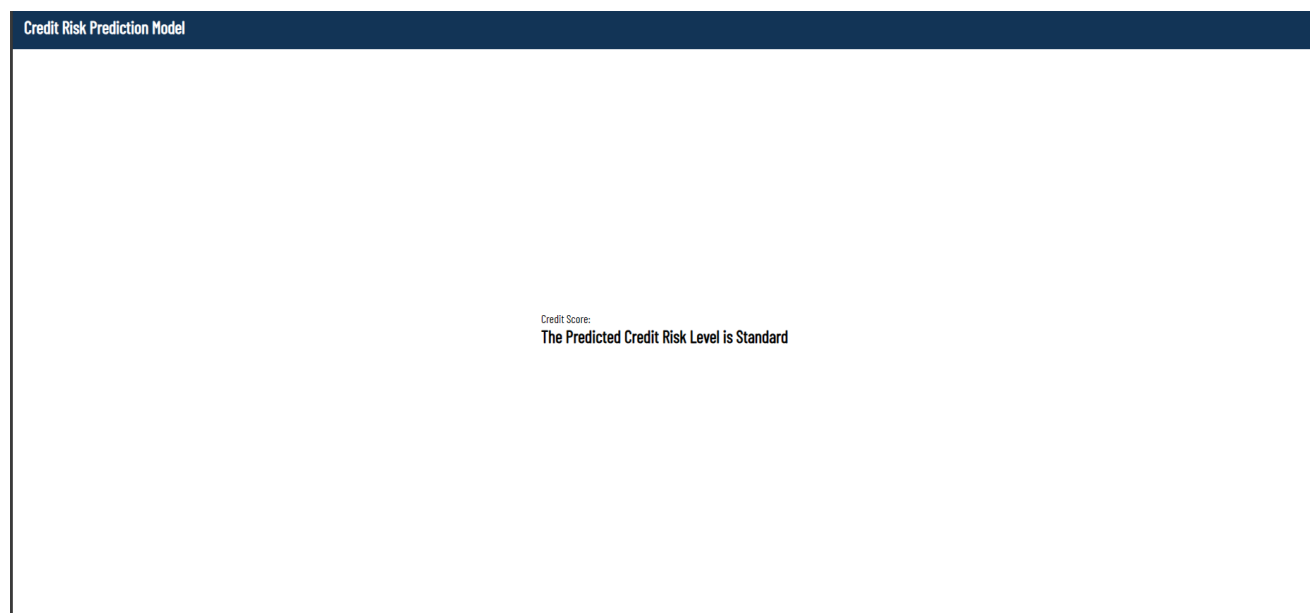 Credit Risk Prediction Model
Credit Score:
The Predicted Credit Risk Level is Standard